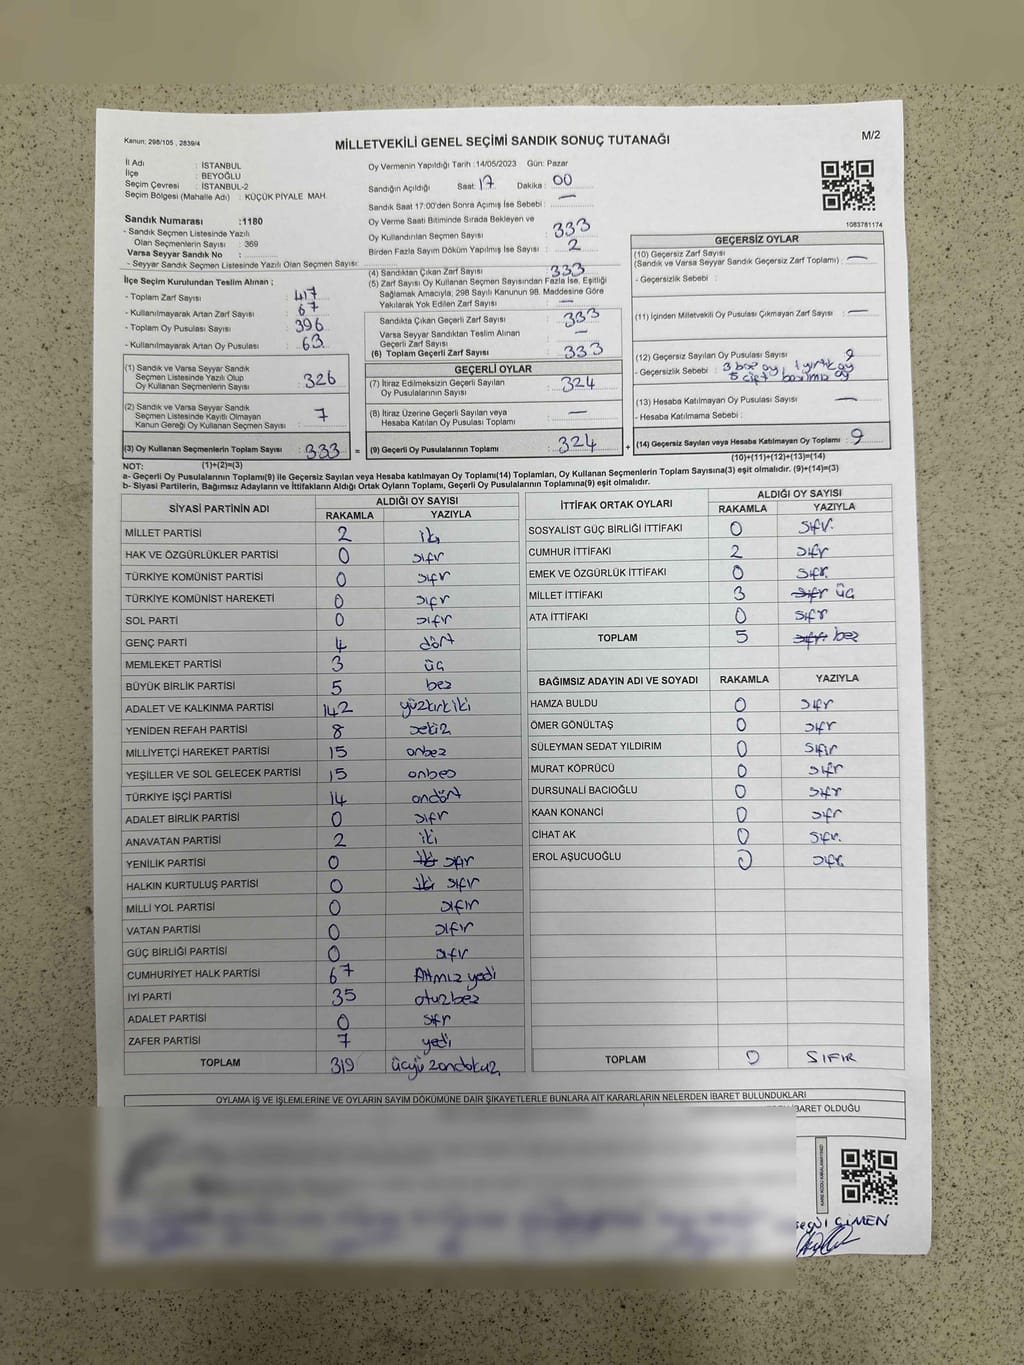 Kanun; 298/105 , 2839/4
MİLLETVEKİLİ GENEL SEÇİMİ SANDIK SONUÇ TUTANAĞI
M/2
İl Adı : İSTANBUL
İlçe : BEYOĞLU
Seçim Çevresi : İSTANBUL-2
Seçim Bölgesi (Mahalle Adı) : KÜÇÜK PİYALE MAH.
Sandık Numarası :1180
- Sandık Seçmen Listesinde Yazılı
Olan Seçmenlerin Sayısı : 369
Varsa Seyyar Sandık No :
- Seyyar Sandık Seçmen Listesinde Yazılı Olan Seçmen Sayısı:
İlçe Seçim Kurulundan Teslim Alınan ;
- Toplam Zarf Sayısı : 417
- Kullanılmayarak Artan Zarf Sayısı : 67
- Toplam Oy Pusulası Sayısı : 396
- Kullanılmayarak Artan Oy Pusulası : 63
(1) Sandık ve Varsa Seyyar Sandık
Seçmen Listesinde Yazılı Olup
Oy Kullanan Seçmenlerin Sayısı : 326
(2) Sandık ve Varsa Seyyar Sandık
Seçmen Listesinde Kayıtlı Olmayan
Kanun Gereği Oy Kullanan Seçmen Sayısı : 7
(3) Oy Kullanan Seçmenlerin Toplam Sayısı : 333
Oy Vermenin Yapıldığı Tarih : 14/05/2023 Gün: Pazar
Sandığın Açıldığı Saat : 17 Dakika : 00
Sandık Saat 17:00'den Sonra Açılmış İse Sebebi : —
Oy Verme Saati Bitiminde Sırada Bekleyen ve
Oy Kullandırılan Seçmen Sayısı : 333
Birden Fazla Sayım Döküm Yapılmış İse Sayısı : 2
(4) Sandıktan Çıkan Zarf Sayısı : 333
(5) Zarf Sayısı Oy Kullanan Seçmen Sayısından Fazla İse, Eşitliği
Sağlamak Amacıyla, 298 Sayılı Kanunun 98. Maddesine Göre
Yakılarak Yok Edilen Zarf Sayısı : —
Sandıkta Çıkan Geçerli Zarf Sayısı : 333
Varsa Seyyar Sandıktan Teslim Alınan
Geçerli Zarf Sayısı : —
(6) Toplam Geçerli Zarf Sayısı : 333
GEÇERLİ OYLAR
(7) İtiraz Edilmeksizin Geçerli Sayılan
Oy Pusulalarının Sayısı : 324
(8) İtiraz Üzerine Geçerli Sayılan veya
Hesaba Katılan Oy Pusulası Toplamı : —
= (9) Geçerli Oy Pusulalarının Toplamı : 324
1083781174
GEÇERSİZ OYLAR
(10) Geçersiz Zarf Sayısı
(Sandık ve Varsa Seyyar Sandık Geçersiz Zarf Toplamı) : —
- Geçersizlik Sebebi :
(11) İçinden Milletvekili Oy Pusulası Çıkmayan Zarf Sayısı : —
(12) Geçersiz Sayılan Oy Pusulası Sayısı : 9
- Geçersizlik Sebebi : 3 boş oy, 1 yırtık oy
5 çift basılmış oy
(13) Hesaba Katılmayan Oy Pusulası Sayısı : —
- Hesaba Katılmama Sebebi :
+ (14) Geçersiz Sayılan veya Hesaba Katılmayan Oy Toplamı : 9
NOT: (1)+(2)=(3)
(10)+(11)+(12)+(13)=(14)
a- Geçerli Oy Pusulalarının Toplamı(9) ile Geçersiz Sayılan veya Hesaba katılmayan Oy Toplamı(14) Toplamları, Oy Kullanan Seçmenlerin Toplam Sayısına(3) eşit olmalıdır. (9)+(14)=(3)
b- Siyasi Partilerin, Bağımsız Adayların ve İttifakların Aldığı Ortak Oyların Toplamı, Geçerli Oy Pusulalarının Toplamına(9) eşit olmalıdır.
SİYASİ PARTİNİN ADI ALDIĞI OY SAYISI
RAKAMLA YAZIYLA
MİLLET PARTİSİ 2 iki
HAK VE ÖZGÜRLÜKLER PARTİSİ 0 sıfır
TÜRKİYE KOMÜNİST PARTİSİ 0 sıfır
TÜRKİYE KOMÜNİST HAREKETİ 0 sıfır
SOL PARTİ 0 sıfır
GENÇ PARTİ 4 dört
MEMLEKET PARTİSİ 3 üç
BÜYÜK BİRLİK PARTİSİ 5 beş
ADALET VE KALKINMA PARTİSİ 142 yüzkırkiki
YENİDEN REFAH PARTİSİ 8 sekiz
MİLLİYETÇİ HAREKET PARTİSİ 15 onbeş
YEŞİLLER VE SOL GELECEK PARTİSİ 15 onbeş
TÜRKİYE İŞÇİ PARTİSİ 14 ondört
ADALET BİRLİK PARTİSİ 0 sıfır
ANAVATAN PARTİSİ 2 iki
YENİLİK PARTİSİ 0 iki sıfır
HALKIN KURTULUŞ PARTİSİ 0 iki sıfır
MİLLİ YOL PARTİSİ 0 sıfır
VATAN PARTİSİ 0 sıfır
GÜÇ BİRLİĞİ PARTİSİ 0 sıfır
CUMHURİYET HALK PARTİSİ 67 Altmış yedi
İYİ PARTİ 35 otuzbeş
ADALET PARTİSİ 0 sıfır
ZAFER PARTİSİ 7 yedi
TOPLAM 319 üçyüzondokuz
İTTİFAK ORTAK OYLARI ALDIĞI OY SAYISI
RAKAMLA YAZIYLA
SOSYALİST GÜÇ BİRLİĞİ İTTİFAKI 0 sıfır
CUMHUR İTTİFAKI 2 sıfır
EMEK VE ÖZGÜRLÜK İTTİFAKI 0 sıfır
MİLLET İTTİFAKI 3 sıfır üç
ATA İTTİFAKI 0 sıfır
TOPLAM 5 sıfır beş
BAĞIMSIZ ADAYIN ADI VE SOYADI RAKAMLA YAZIYLA
HAMZA BULDU 0 sıfır
ÖMER GÖNÜLTAŞ 0 sıfır
SÜLEYMAN SEDAT YILDIRIM 0 sıfır
MURAT KÖPRÜCÜ 0 sıfır
DURSUNALİ BACIOĞLU 0 sıfır
KAAN KONANCİ 0 sıfır
CİHAT AK 0 sıfır
EROL AŞUCUOĞLU 0 sıfır
TOPLAM 0 SIFIR
OYLAMA İŞ VE İŞLEMLERİNE VE OYLARIN SAYIM DÖKÜMÜNE DAİR ŞİKAYETLERLE BUNLARA AİT KARARLARIN NELERDEN İBARET BULUNDUKLARI
İBARET OLDUĞU
ÇİMEN